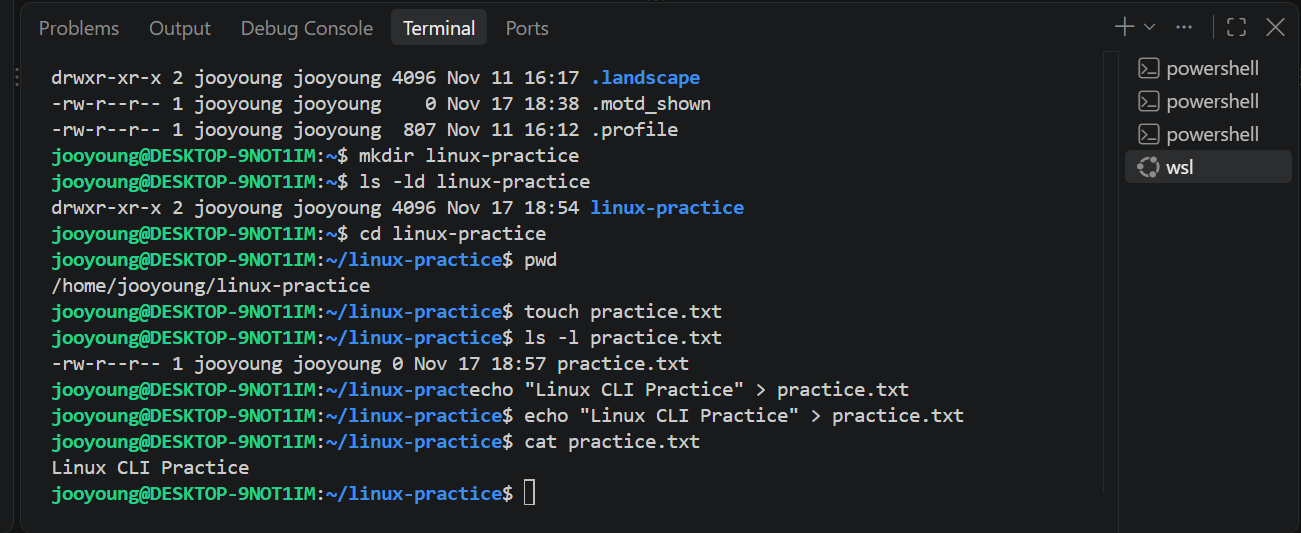 Problems Output Debug Console Terminal Ports
drwxr-xr-x 2 jooyoung jooyoung 4096 Nov 11 16:17 .landscape
-rw-r--r-- 1 jooyoung jooyoung    0 Nov 17 18:38 .motd_shown
-rw-r--r-- 1 jooyoung jooyoung  807 Nov 11 16:12 .profile
jooyoung@DESKTOP-9NOT1IM:~$ mkdir linux-practice
jooyoung@DESKTOP-9NOT1IM:~$ ls -ld linux-practice
drwxr-xr-x 2 jooyoung jooyoung 4096 Nov 17 18:54 linux-practice
jooyoung@DESKTOP-9NOT1IM:~$ cd linux-practice
jooyoung@DESKTOP-9NOT1IM:~/linux-practice$ pwd
/home/jooyoung/linux-practice
jooyoung@DESKTOP-9NOT1IM:~/linux-practice$ touch practice.txt
jooyoung@DESKTOP-9NOT1IM:~/linux-practice$ ls -l practice.txt
-rw-r--r-- 1 jooyoung jooyoung 0 Nov 17 18:57 practice.txt
jooyoung@DESKTOP-9NOT1IM:~/linux-practecho "Linux CLI Practice" > practice.txt
jooyoung@DESKTOP-9NOT1IM:~/linux-practice$ echo "Linux CLI Practice" > practice.txt
jooyoung@DESKTOP-9NOT1IM:~/linux-practice$ cat practice.txt
Linux CLI Practice
jooyoung@DESKTOP-9NOT1IM:~/linux-practice$
powershell
powershell
powershell
wsl